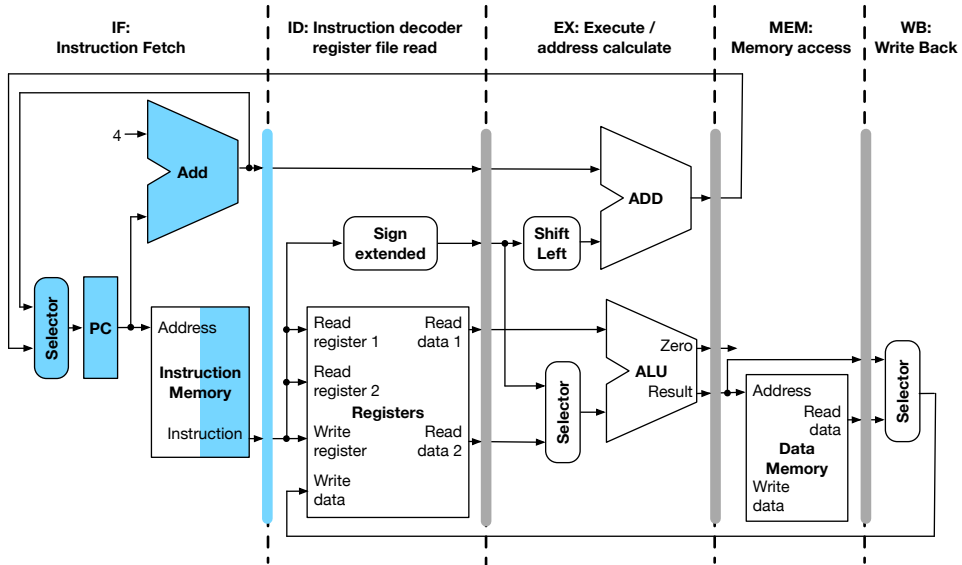 IF:
Instruction Fetch
ID: Instruction decoder
register file read
EX: Execute /
address calculate
MEM:
Memory access
WB:
Write Back
4
Add
ADD
Sign
extended
Shift
Left
Selector
PC
Address
Instruction
Memory
Instruction
Read
register 1
Read
data 1
Read
register 2
Registers
Write
register
Read
data 2
Write
data
Selector
Zero
ALU
Result
Address
Read
data
Data
Memory
Write
data
Selector